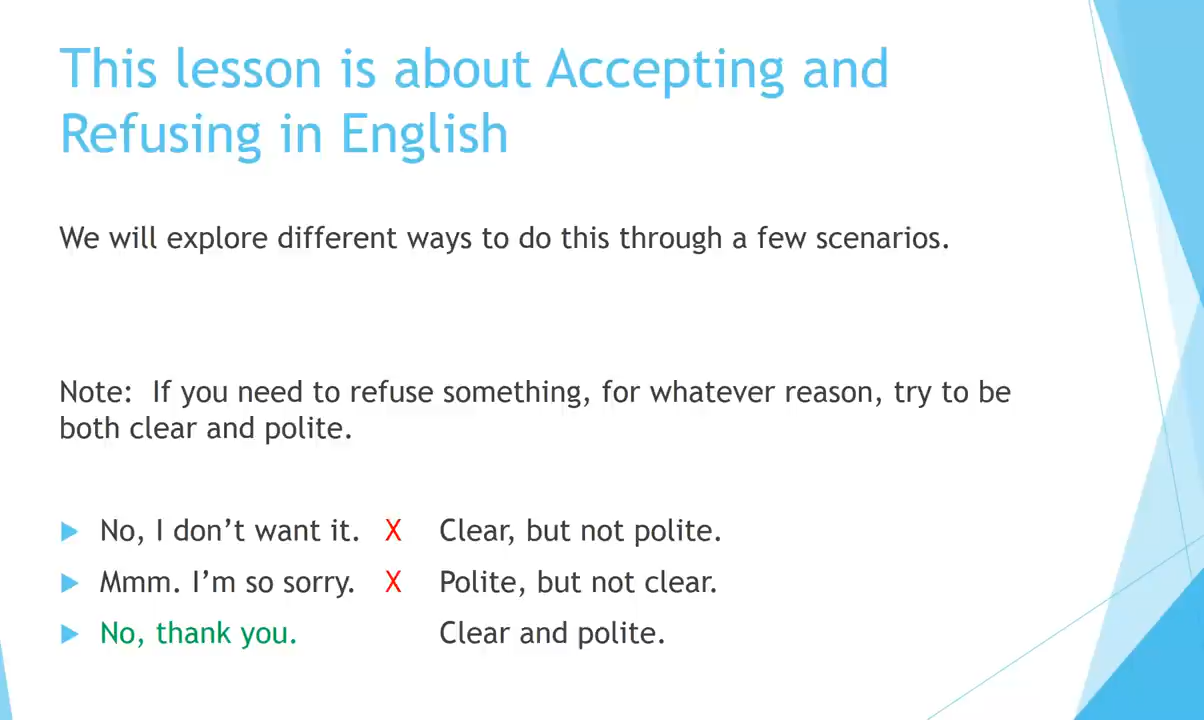 This lesson is about Accepting and
Refusing in English
We will explore different ways to do this through a few scenarios.
Note: If you need to refuse something, for whatever reason, try to be
both clear and polite.
No, I don’t want it. X Clear, but not polite.
Mmm. I’m so sorry. X Polite, but not clear.
No, thank you. Clear and polite.